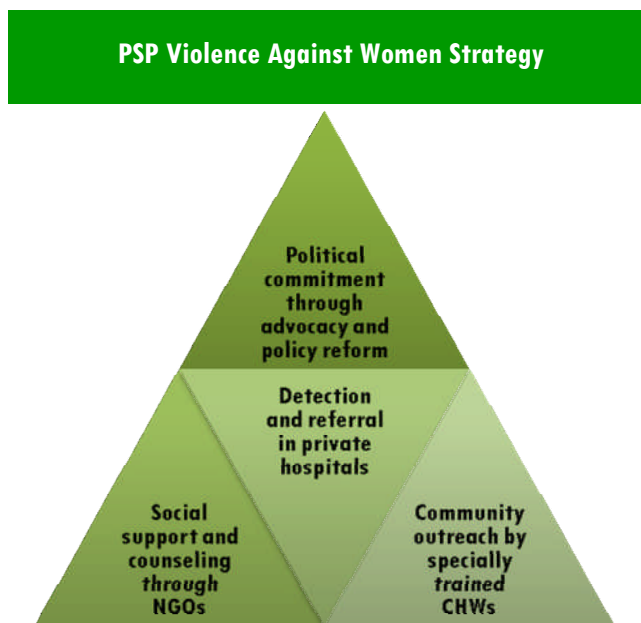 PSP Violence Against Women Strategy
Political
commitment
through
advocacy and
policy reform
Detection
and referral
in private
hospitals
Social
support and
counseling
through
NGOs
Community
outreach by
specially
trained
CHWs